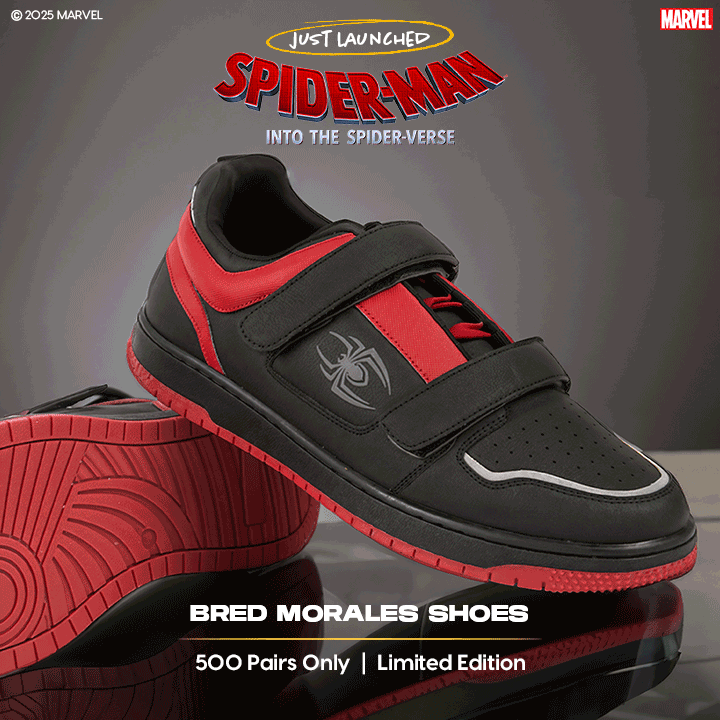 © 2025 MARVEL
MARVEL
JUST LAUNCHED
SPIDER-MAN
INTO THE SPIDER-VERSE
BRED MORALES SHOES
500 Pairs Only | Limited Edition